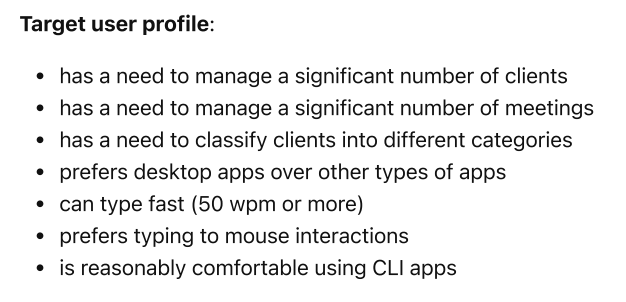 Target user profile:
• has a need to manage a significant number of clients
• has a need to manage a significant number of meetings
• has a need to classify clients into different categories
• prefers desktop apps over other types of apps
• can type fast (50 wpm or more)
• prefers typing to mouse interactions
• is reasonably comfortable using CLI apps